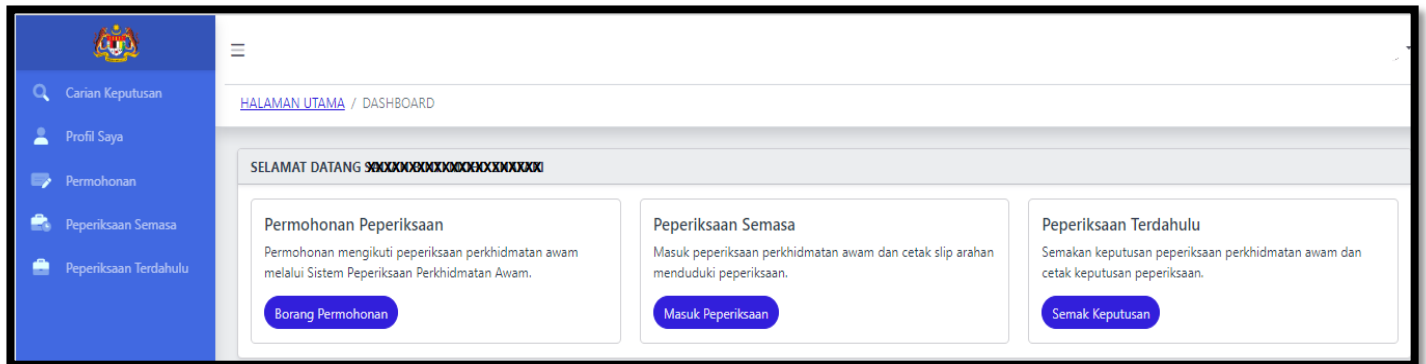 Carian Keputusan
Profil Saya
Permohonan
Peperiksaan Semasa
Peperiksaan Terdahulu
HALAMAN UTAMA / DASHBOARD
SELAMAT DATANG
Permohonan Peperiksaan
Permohonan mengikuti peperiksaan perkhidmatan awam
melalui Sistem Peperiksaan Perkhidmatan Awam.
Borang Permohonan
Peperiksaan Semasa
Masuk peperiksaan perkhidmatan awam dan cetak slip arahan
menduduki peperiksaan.
Masuk Peperiksaan
Peperiksaan Terdahulu
Semakan keputusan peperiksaan perkhidmatan awam dan
cetak keputusan peperiksaan.
Semak Keputusan